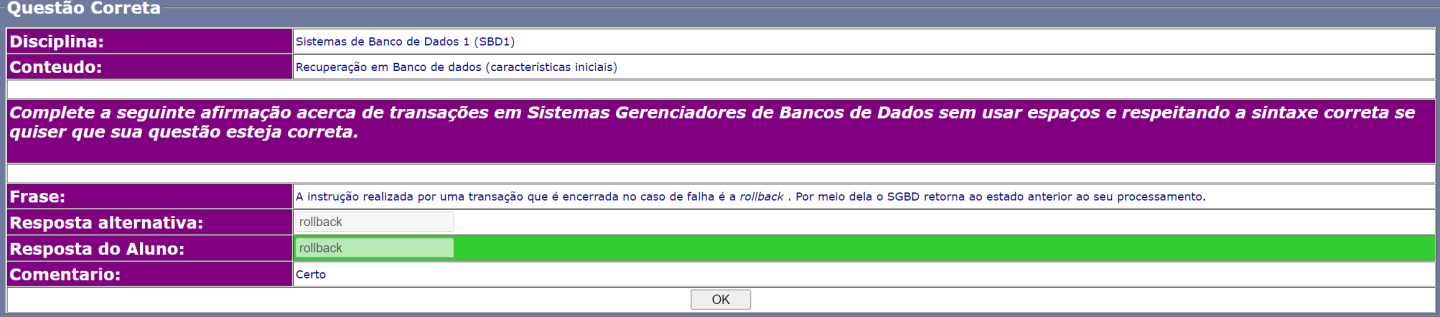 Questão Correta
Disciplina: Sistemas de Banco de Dados 1 (SBD1)
Conteudo: Recuperação em Banco de dados (características iniciais)
Complete a seguinte afirmação acerca de transações em Sistemas Gerenciadores de Bancos de Dados sem usar espaços e respeitando a sintaxe correta se
quiser que sua questão esteja correta.
Frase: A instrução realizada por uma transação que é encerrada no caso de falha é a rollback . Por meio dela o SGBD retorna ao estado anterior ao seu processamento.
Resposta alternativa: rollback
Resposta do Aluno: rollback
Comentario: Certo
OK